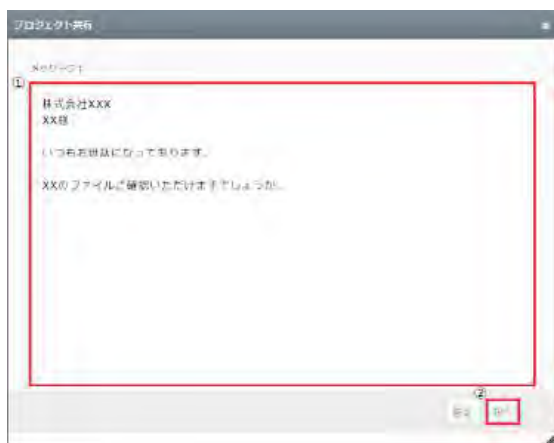 プロジェクト共有
メッセージ
①
株式会社XXX
XX様
いつもお世話になっております。
XXのファイルご確認いただけますでしょうか。
②
戻る
次へ